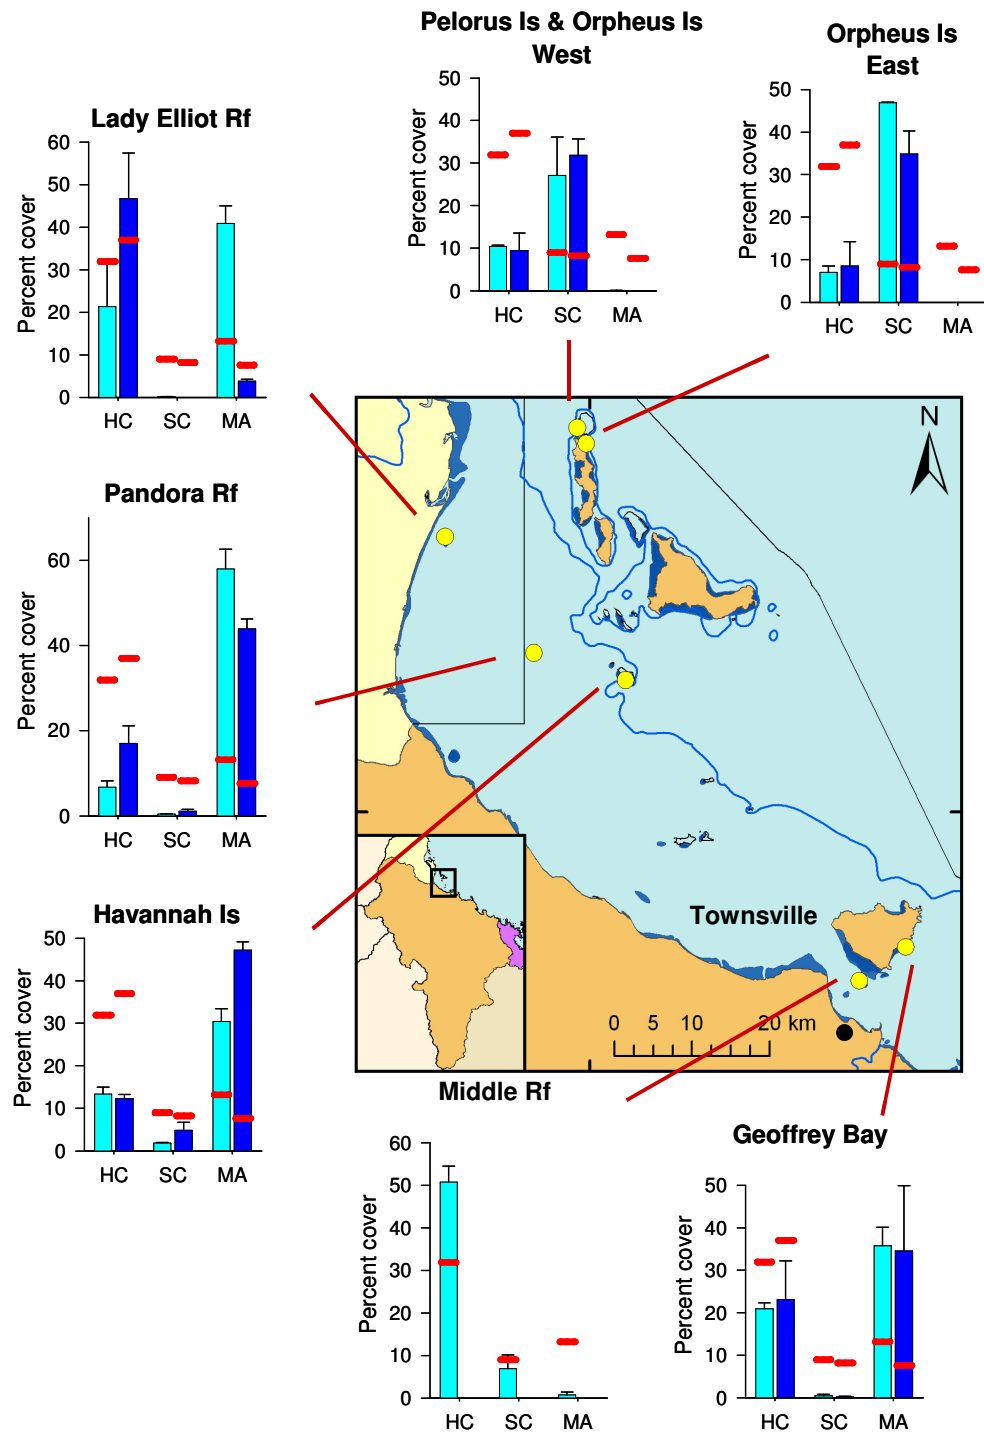 Pelorus Is & Orpheus Is
West
50
40
30
20
10
0
Percent cover
HC SC MA
Orpheus Is
East
50
40
30
20
10
0
Percent cover
HC SC MA
Lady Elliot Rf
60
50
40
30
20
10
0
Percent cover
HC SC MA
Pandora Rf
60
40
20
0
Percent cover
HC SC MA
Havannah Is
50
40
30
20
10
0
Percent cover
HC SC MA
N
Townsville
0 5 10 20 km
Middle Rf
60
50
40
30
20
10
0
Percent cover
HC SC MA
Geoffrey Bay
50
40
30
20
10
0
Percent cover
HC SC MA